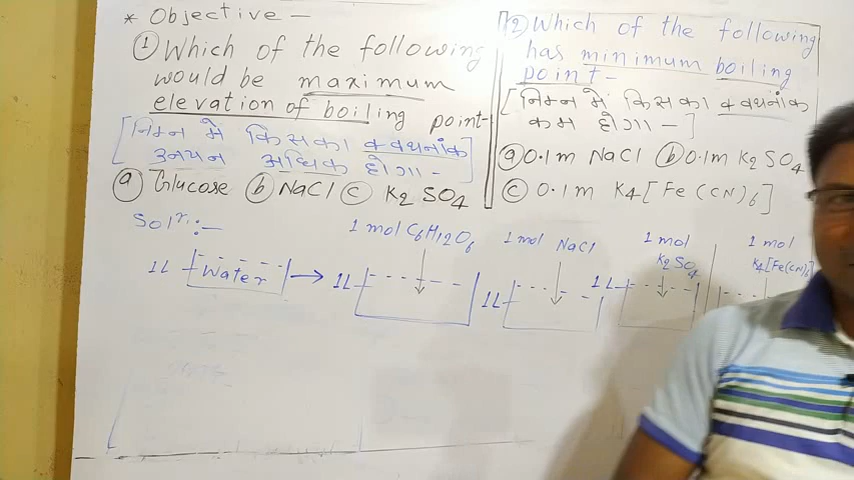 * Objective —
① Which of the following
would be maximum
elevation of boiling point-
[निम्न में किसका क्वथनांक
उन्नयन अधिक होगा -]
ⓐ Glucose ⓑ NaCl ⓒ K₂SO₄
② Which of the following
has minimum boiling
point -
[निम्न में किसका क्वथनांक
कम होगा -]
ⓐ 0.1m NaCl ⓑ 0.1m K₂SO₄
ⓒ 0.1m K₄[Fe(CN)₆]
Solⁿ:—
1L Water →
1 mol C₆H₁₂O₆
1L
1 mol NaCl
1L
1 mol
K₂SO₄
1L
1 mol
K₄[Fe(CN)₆]